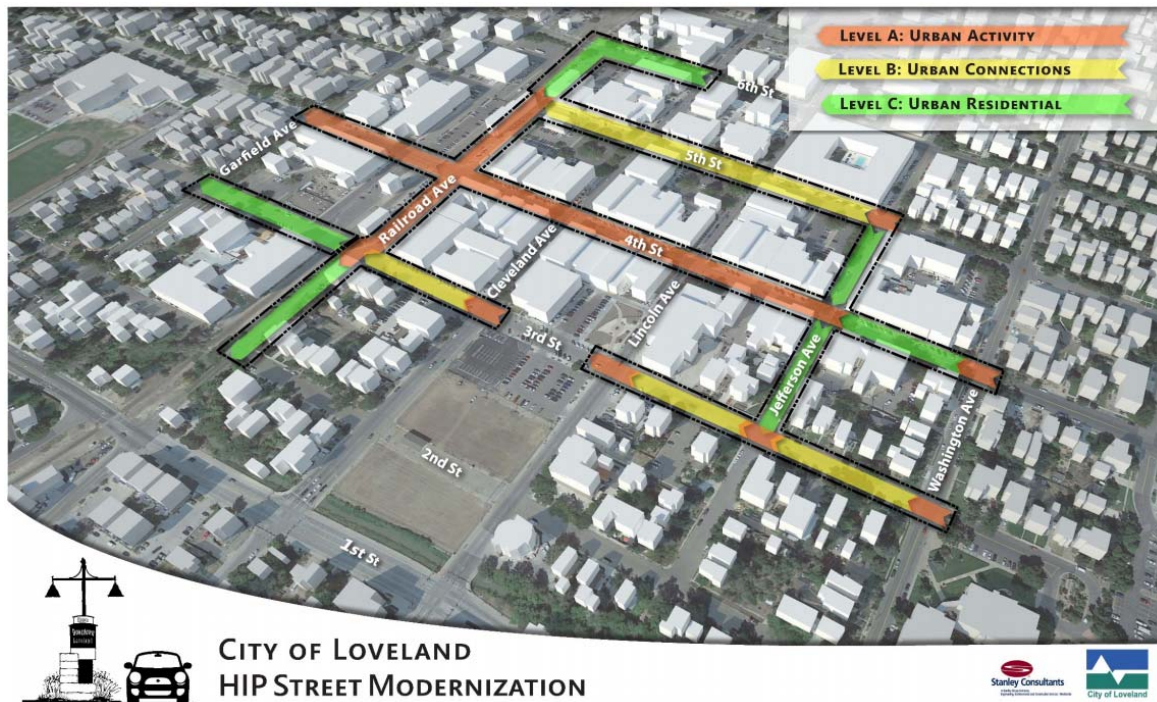 LEVEL A: URBAN ACTIVITY
LEVEL B: URBAN CONNECTIONS
LEVEL C: URBAN RESIDENTIAL
6th St
Garfield Ave
5th St
Railroad Ave
4th St
Cleveland Ave
Lincoln Ave
3rd St
Jefferson Ave
Washington Ave
2nd St
1st St
CITY OF LOVELAND
HIP STREET MODERNIZATION
Stanley Consultants
City of Loveland